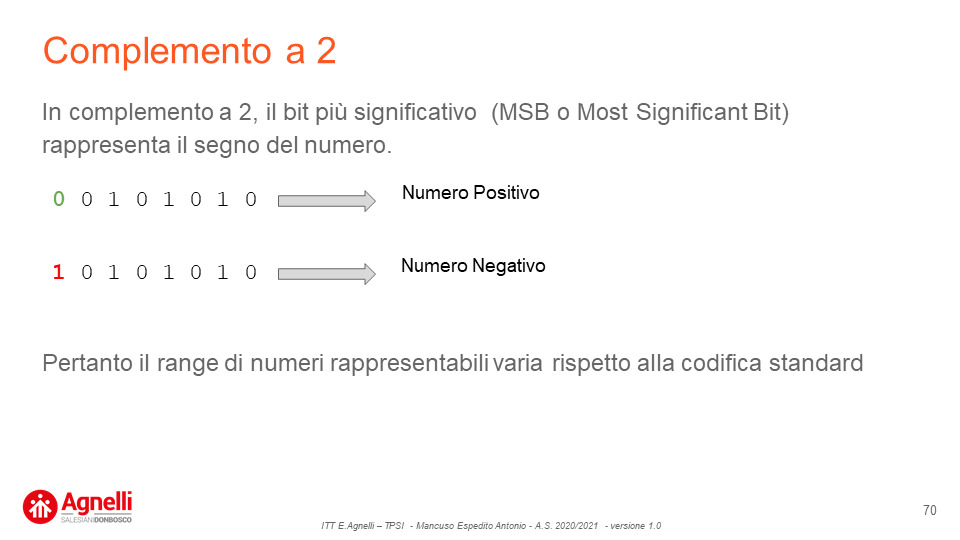 Complemento a 2
In complemento a 2, il bit più significativo (MSB o Most Significant Bit)
rappresenta il segno del numero.
0 0 1 0 1 0 1 0 Numero Positivo
1 0 1 0 1 0 1 0 Numero Negativo
Pertanto il range di numeri rappresentabili varia rispetto alla codifica standard
Agnelli
SALESIANI DONBOSCO
70
ITT E.Agnelli – TPSI - Mancuso Espedito Antonio - A.S. 2020/2021 - versione 1.0